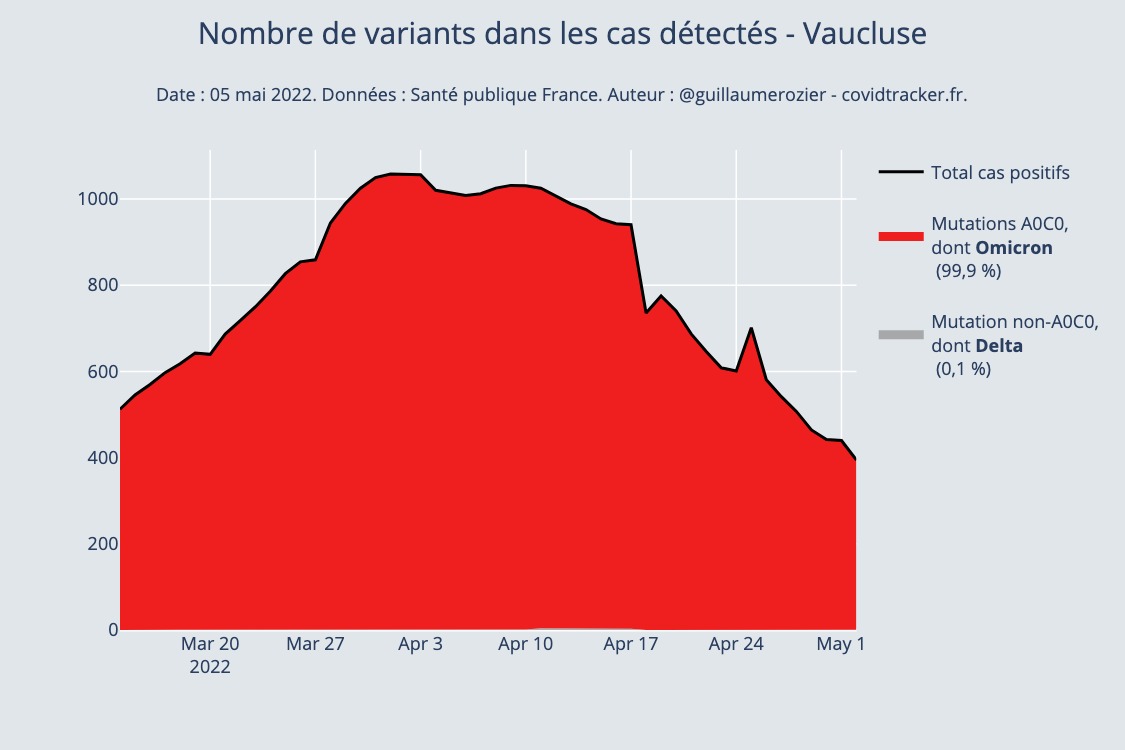 Nombre de variants dans les cas détectés - Vaucluse
Date : 05 mai 2022. Données : Santé publique France. Auteur : @guillaumerozier - covidtracker.fr.
Total cas positifs
Mutations A0C0,
dont Omicron
(99,9 %)
Mutation non-A0C0,
dont Delta
(0,1 %)
1000
800
600
400
200
0
Mar 20
2022
Mar 27
Apr 3
Apr 10
Apr 17
Apr 24
May 1